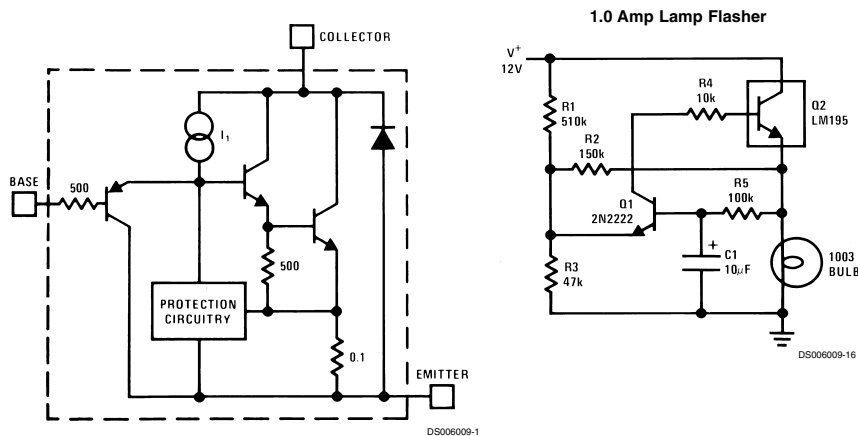 COLLECTOR
I1
BASE
500
500
PROTECTION
CIRCUITRY
0.1
EMITTER
DS006009-1
1.0 Amp Lamp Flasher
V+
12V
R1
510k
R2
150k
R4
10k
Q2
LM195
Q1
2N2222
R5
100k
R3
47k
+
C1
10μF
1003
BULB
DS006009-16